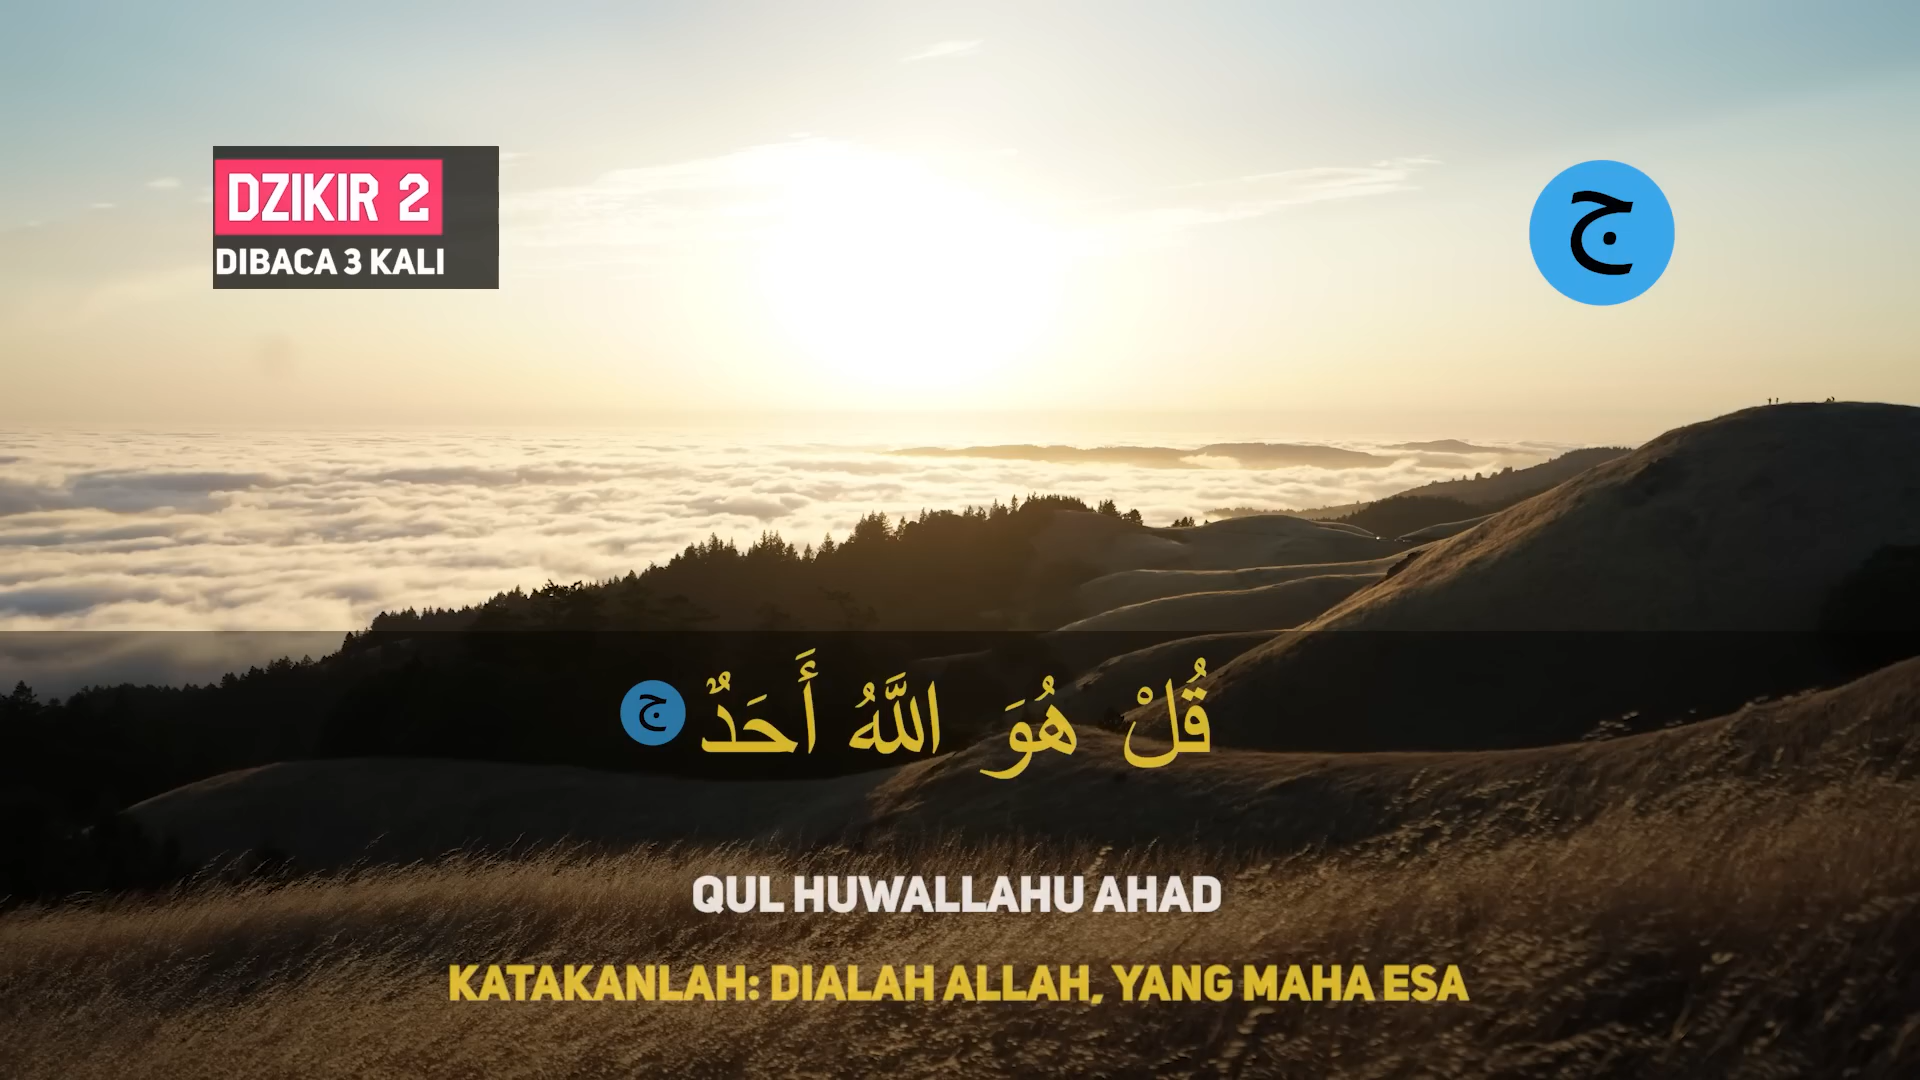 DZIKIR 2
DIBACA 3 KALI
ج
قُلْ هُوَ اللَّهُ أَحَدٌ ج
QUL HUWALLAHU AHAD
KATAKANLAH: DIALAH ALLAH, YANG MAHA ESA